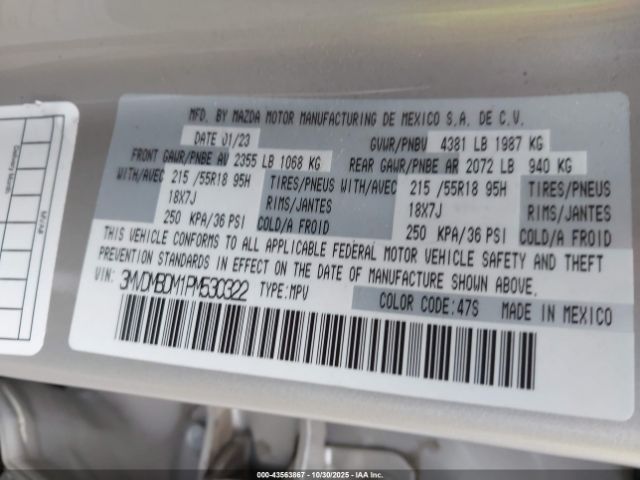 MFD. BY MAZDA MOTOR MANUFACTURING DE MEXICO S.A. DE C.V.
DATE 01/23 GVWR/PNBV 4381 LB 1987 KG
FRONT GAWR/PNBE AV 2355 LB 1068 KG REAR GAWR/PNBE AR 2072 LB 940 KG
WITH/AVEC 215 /55R18 95H TIRES/PNEUS WITH/AVEC 215 /55R18 95H TIRES/PNEUS
18X7J RIMS/JANTES 18X7J RIMS/JANTES
250 KPA/36 PSI COLD/A FROID 250 KPA/36 PSI COLD/A FROID
THIS VEHICLE CONFORMS TO ALL APPLICABLE FEDERAL MOTOR VEHICLE SAFETY AND THEFT
PREVENTION STANDARDS IN EFFECT ON THE DATE OF MANUFACTURE SHOWN ABOVE.
VIN: 3MVDMBDM1PM530322 TYPE:MPV
COLOR CODE:47S MADE IN MEXICO
00-43563867 - 10/30/2025 - IAA Inc.